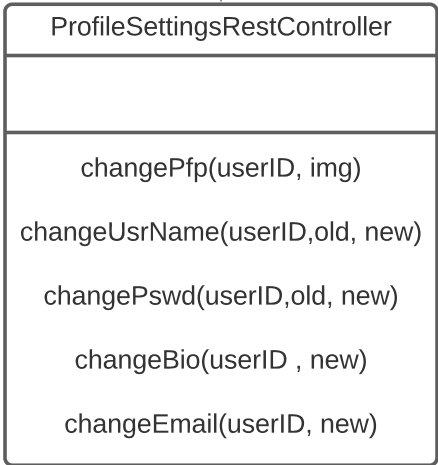 ProfileSettingsRestController
changePfp(userID, img)
changeUsrName(userID,old, new)
changePswd(userID,old, new)
changeBio(userID , new)
changeEmail(userID, new)